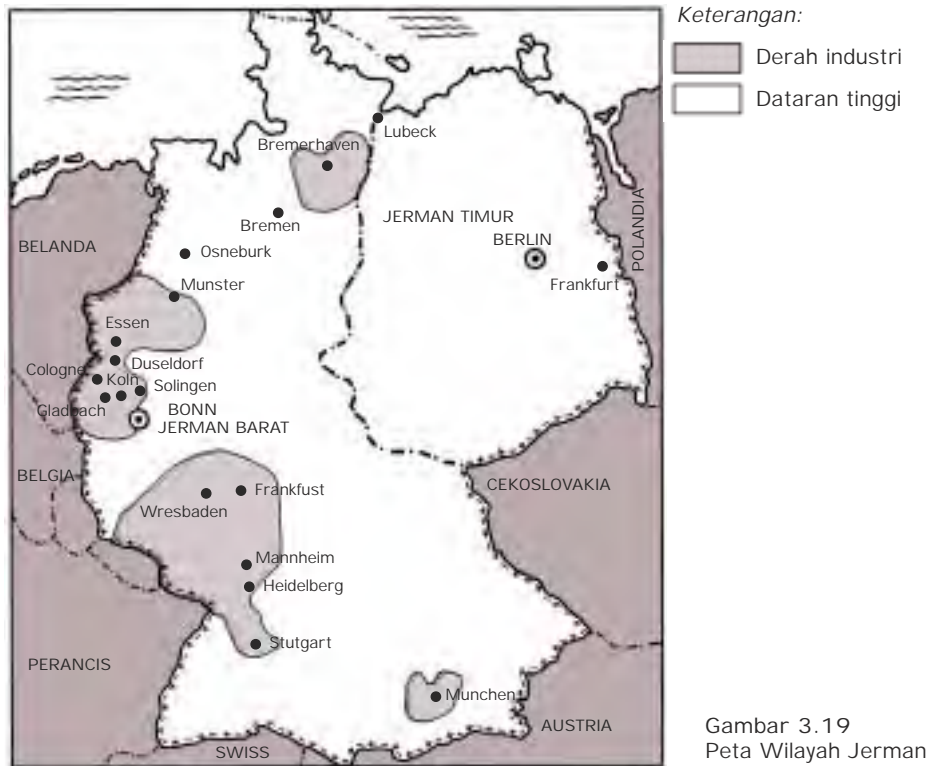 Keterangan:
Derah industri
Dataran tinggi
Lubeck
Bremerhaven
Bremen
JERMAN TIMUR
BERLIN
POLANDIA
BELANDA
Osneburk
Frankfurt
Munster
Essen
Duseldorf
Cologne
Koln
Solingen
Gladbach
BONN
JERMAN BARAT
BELGIA
CEKOSLOVAKIA
Frankfust
Wresbaden
Mannheim
Heidelberg
Stutgart
PERANCIS
Munchen
AUSTRIA
SWISS
Gambar 3.19
Peta Wilayah Jerman